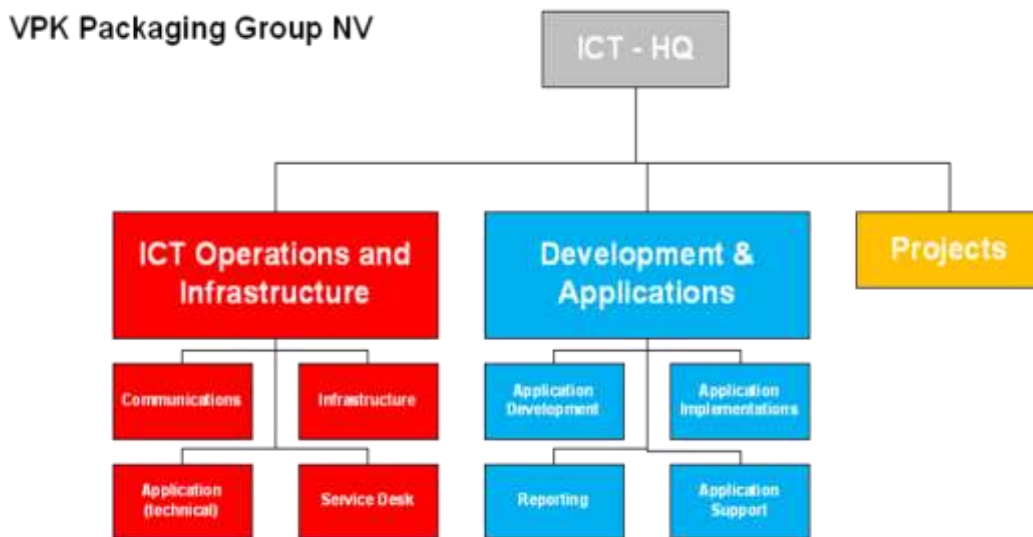 VPK Packaging Group NV
ICT - HQ
ICT Operations and
Infrastructure
Development &
Applications
Projects
Communications
Infrastructure
Application
Development
Application
Implementations
Application
(technical)
Service Desk
Reporting
Application
Support